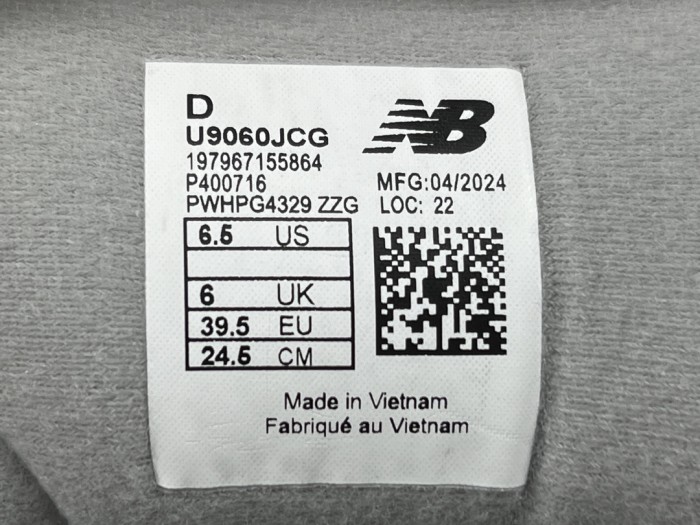 D
U9060JCG
197967155864
P400716
PWHPG4329 ZZG
NB
MFG:04/2024
LOC: 22
6.5 US
6 UK
39.5 EU
24.5 CM
Made in Vietnam
Fabriqué au Vietnam